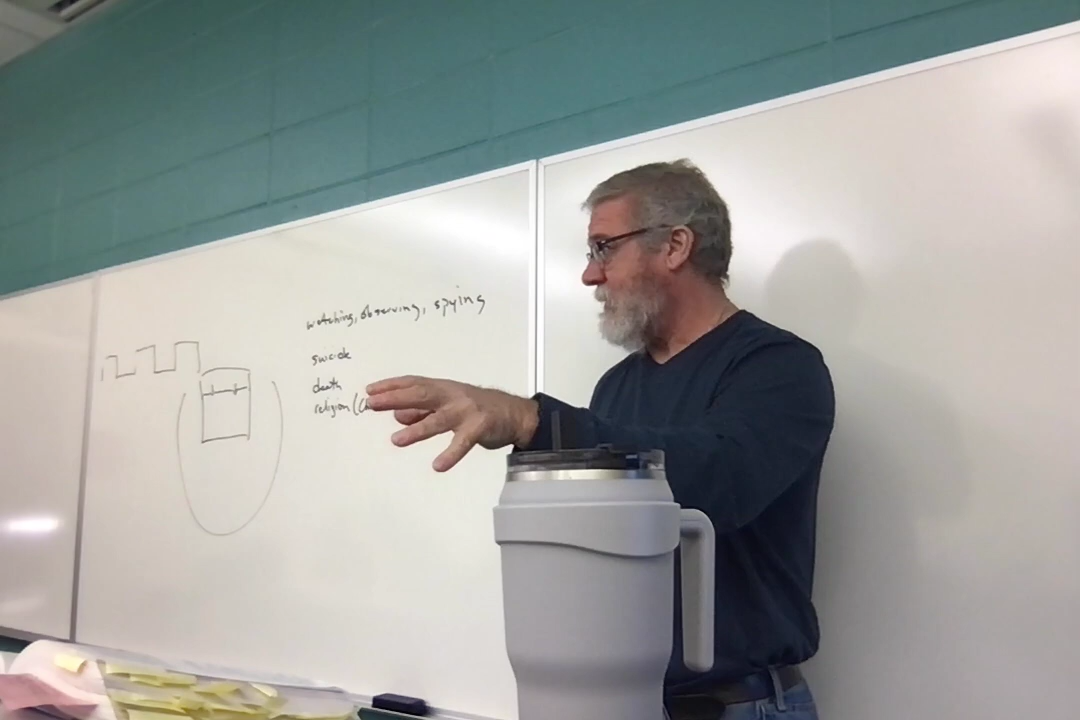 watching, observing, spying
suicide
death
religion (